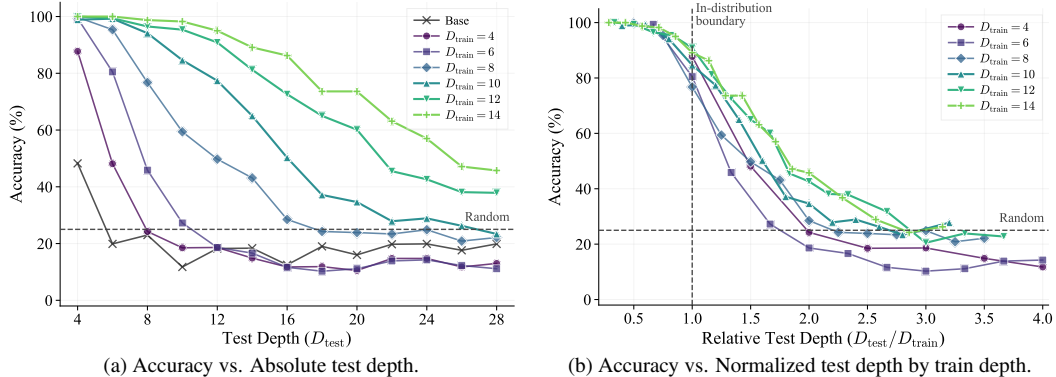 100
80
60
40
20
0
Accuracy (%)
4
8
12
16
20
24
28
Test Depth (D_test)
Base
D_train = 4
D_train = 6
D_train = 8
D_train = 10
D_train = 12
D_train = 14
Random
(a) Accuracy vs. Absolute test depth.
100
80
60
40
20
0
Accuracy (%)
0.5
1.0
1.5
2.0
2.5
3.0
3.5
4.0
Relative Test Depth (D_test/D_train)
In-distribution
boundary
D_train = 4
D_train = 6
D_train = 8
D_train = 10
D_train = 12
D_train = 14
Random
(b) Accuracy vs. Normalized test depth by train depth.